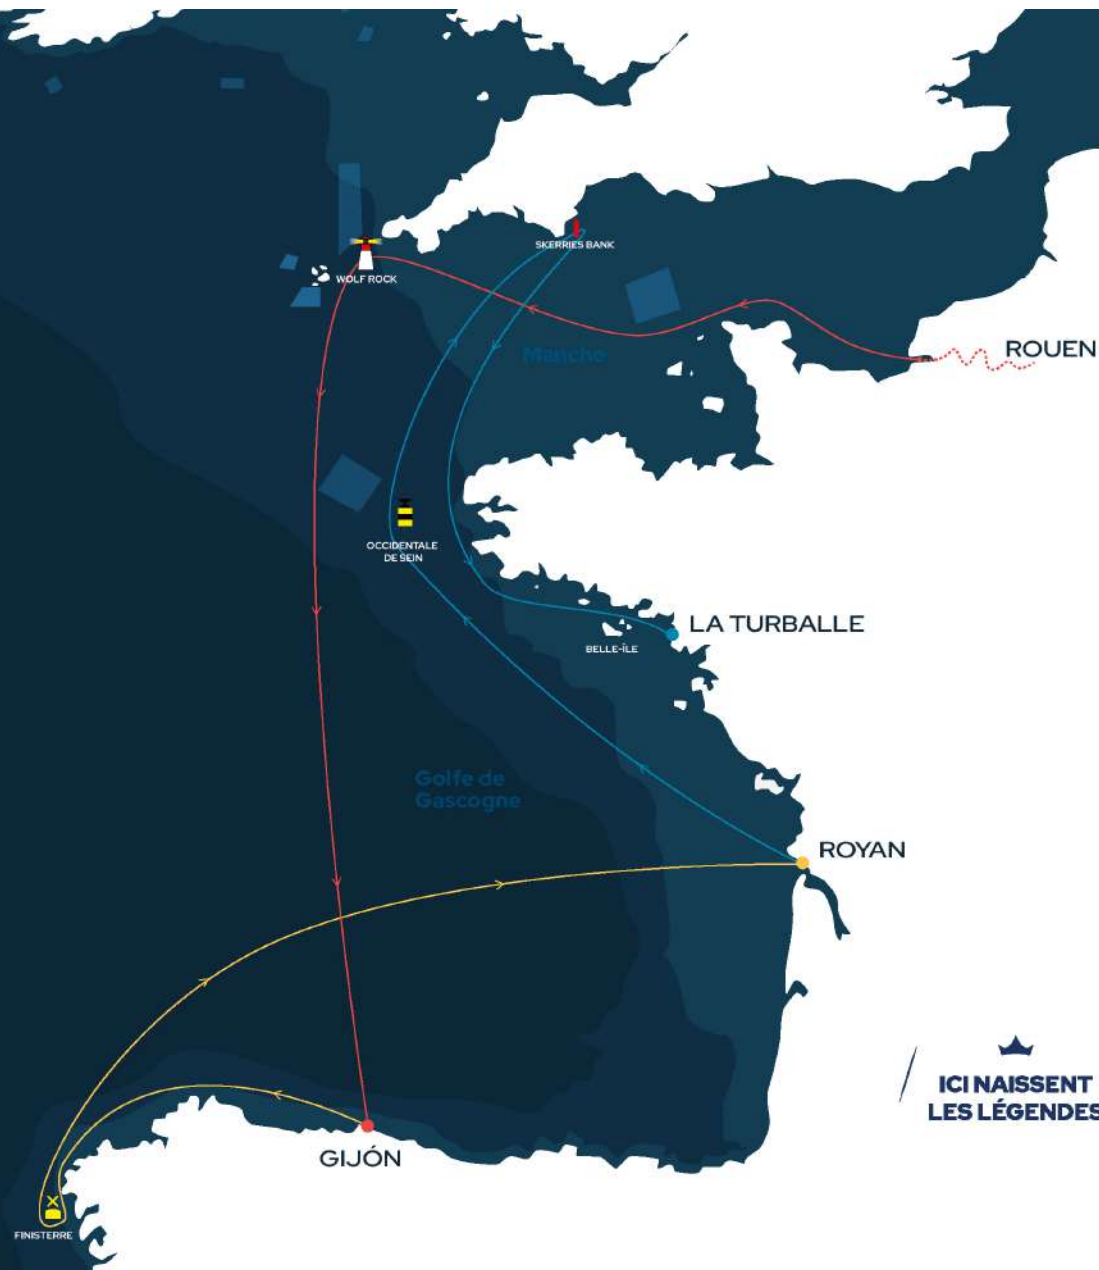 SKERRIES BANK
WOLF ROCK
Manche
ROUEN
OCCIDENTALE
DE SEIN
LA TURBALLE
BELLE-ÎLE
Golfe de
Gascogne
ROYAN
ICI NAISSENT
LES LÉGENDES
GIJÓN
FINISTERRE